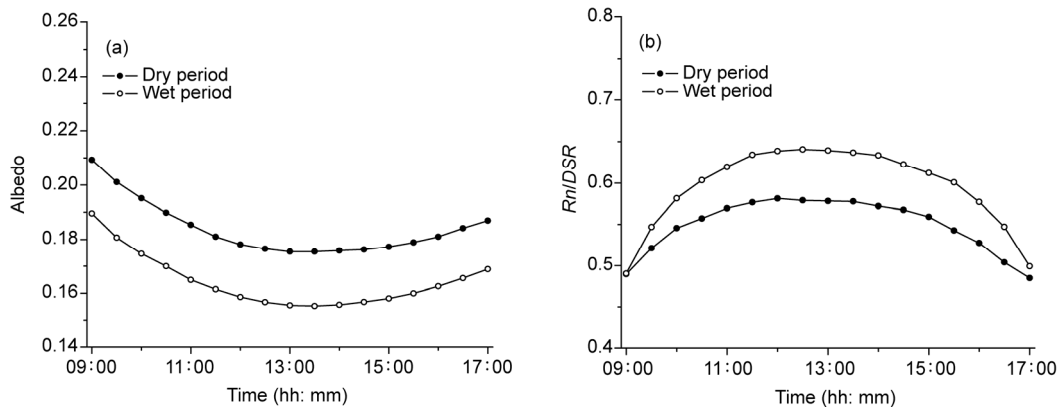 (a)
Dry period
Wet period
0.26
0.24
0.22
0.20
0.18
0.16
0.14
Albedo
09:00 11:00 13:00 15:00 17:00
Time (hh: mm)
(b)
Dry period
Wet period
0.8
0.7
0.6
0.5
0.4
Rn/DSR
09:00 11:00 13:00 15:00 17:00
Time (hh: mm)